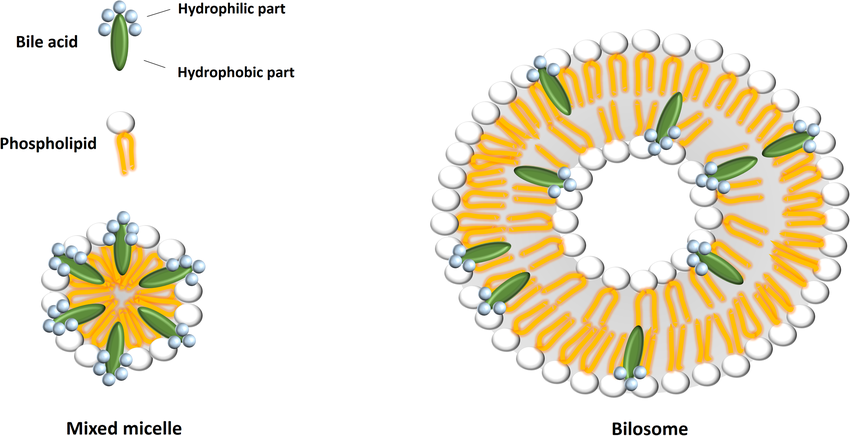 Hydrophilic part
Bile acid
Hydrophobic part
Phospholipid
Mixed micelle
Bilosome